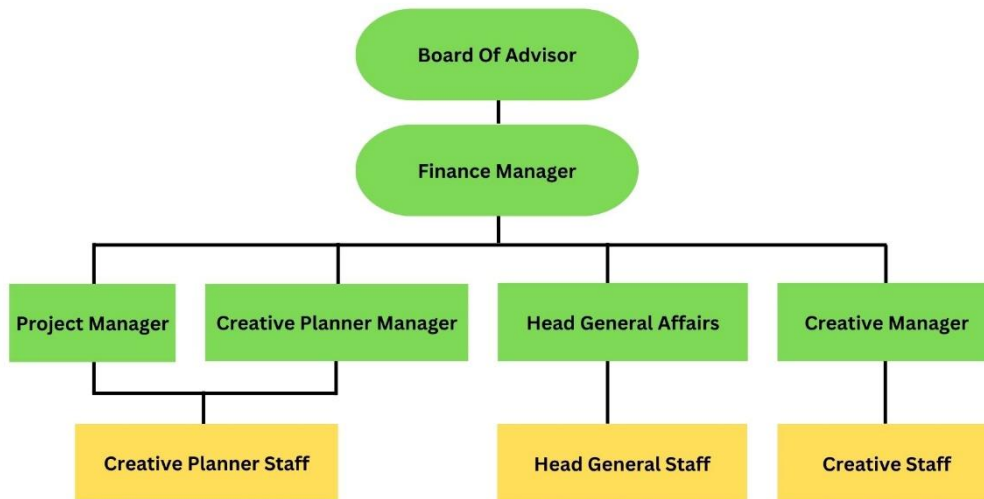 Board Of Advisor
Finance Manager
Project Manager
Creative Planner Manager
Head General Affairs
Creative Manager
Creative Planner Staff
Head General Staff
Creative Staff